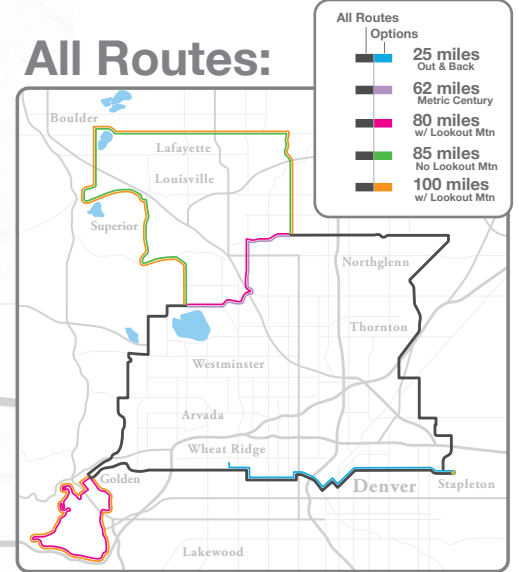 All Routes:
All Routes
Options
25 miles
Out & Back
62 miles
Metric Century
80 miles
w/ Lookout Mtn
85 miles
No Lookout Mtn
100 miles
w/ Lookout Mtn
Boulder
Lafayette
Louisville
Superior
Northglenn
Thornton
Westminster
Arvada
Wheat Ridge
Golden
Denver
Stapleton
Lakewood